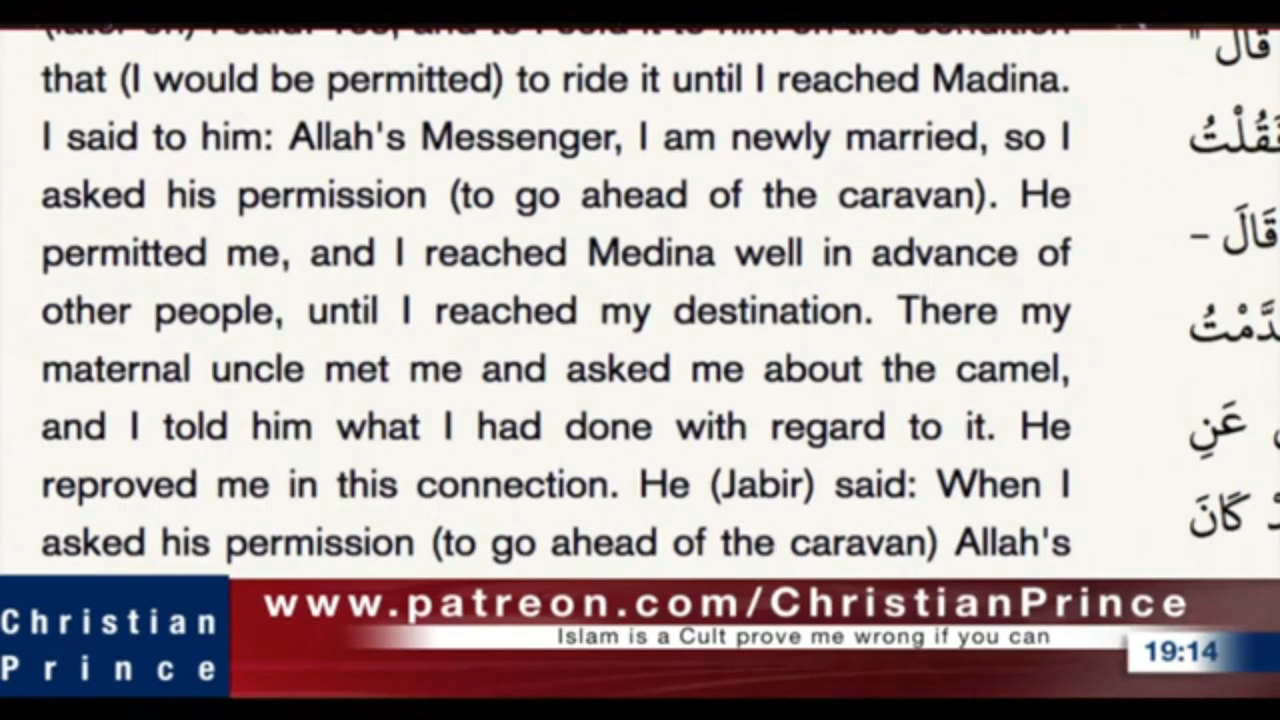 that (I would be permitted) to ride it until I reached Madina.
I said to him: Allah's Messenger, I am newly married, so I
asked his permission (to go ahead of the caravan). He
permitted me, and I reached Medina well in advance of
other people, until I reached my destination. There my
maternal uncle met me and asked me about the camel,
and I told him what I had done with regard to it. He
reproved me in this connection. He (Jabir) said: When I
asked his permission (to go ahead of the caravan) Allah's
قال "
قَالَ –
عَنِ
كَانَ
Christian
Prince
www.patreon.com/ChristianPrince
Islam is a Cult prove me wrong if you can
19:14